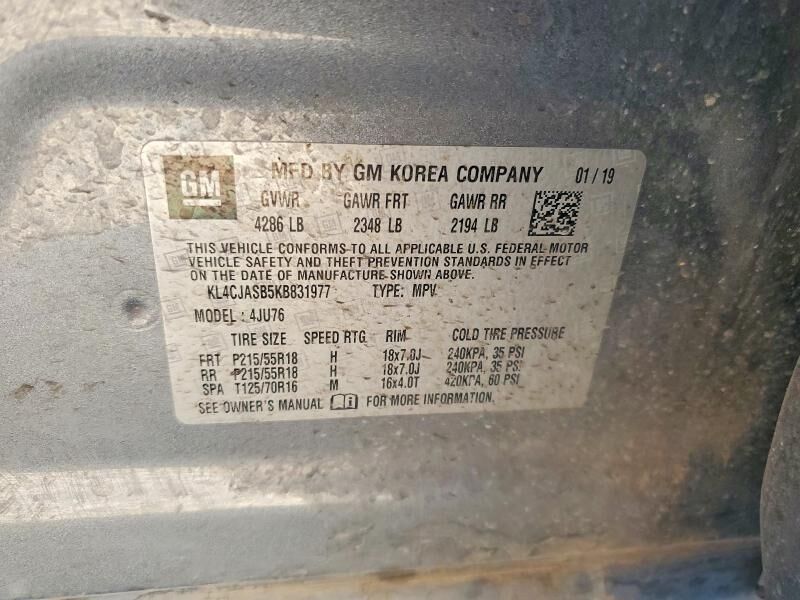 GM
MFD BY GM KOREA COMPANY 01 / 19
GVWR GAWR FRT GAWR RR
4286 LB 2348 LB 2194 LB
THIS VEHICLE CONFORMS TO ALL APPLICABLE U.S. FEDERAL MOTOR
VEHICLE SAFETY AND THEFT PREVENTION STANDARDS IN EFFECT
ON THE DATE OF MANUFACTURE SHOWN ABOVE.
KL4CJASB5KB831977 TYPE: MPV
MODEL : 4JU76
TIRE SIZE SPEED RTG RIM COLD TIRE PRESSURE
FRT P215/55R18 H 18x7.0J 240KPA, 35 PSI
RR P215/55R18 H 18x7.0J 240KPA, 35 PSI
SPA T125/70R16 M 16x4.0T 420KPA, 60 PSI
SEE OWNER'S MANUAL FOR MORE INFORMATION.